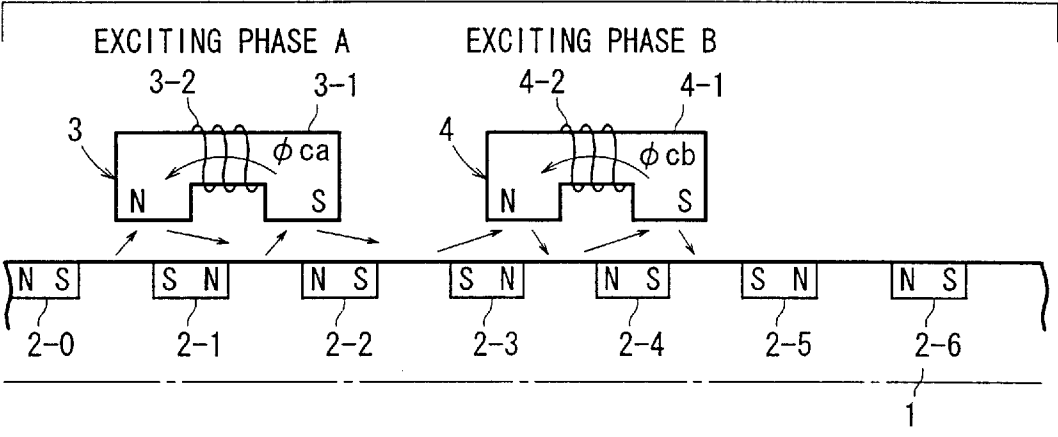 EXCITING PHASE A EXCITING PHASE B
3-2 3-1 4-2 4-1
3 φca 4 φcb
N S N S
N S S N N S S N N S S N N S
2-0 2-1 2-2 2-3 2-4 2-5 2-6
1